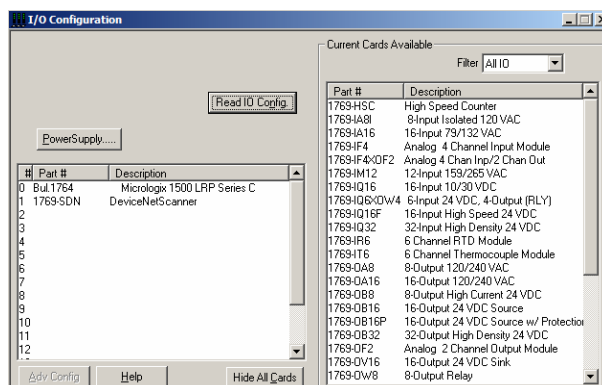 I/O Configuration
Read IO Config.
PowerSupply.....
# Part # Description
0 Bul.1764 Micrologix 1500 LRP Series C
1 1769-SDN DeviceNetScanner
2
3
4
5
6
7
8
9
10
11
12
Adv Config Help Hide All Cards
Current Cards Available
Filter All IO
Part # Description
1769-HSC High Speed Counter
1769-IA8I 8-Input Isolated 120 VAC
1769-IA16 16-Input 79/132 VAC
1769-IF4 Analog 4 Channel Input Module
1769-IF4XOF2 Analog 4 Chan Inp/2 Chan Out
1769-IM12 12-Input 159/265 VAC
1769-IQ16 16-Input 10/30 VDC
1769-IQ6XOW4 6-Input 24 VDC, 4-Output (RLY)
1769-IQ16F 16-Input High Speed 24 VDC
1769-IQ32 32-Input High Density 24 VDC
1769-IR6 6 Channel RTD Module
1769-IT6 6 Channel Thermocouple Module
1769-OA8 8-Output 120/240 VAC
1769-OA16 16-Output 120/240 VAC
1769-OB8 8-Output High Current 24 VDC
1769-OB16 16-Output 24 VDC Source
1769-OB16P 16-Output 24 VDC Source w/ Protection
1769-OB32 32-Output High Density 24 VDC
1769-OF2 Analog 2 Channel Output Module
1769-OV16 16-Output 24 VDC Sink
1769-OW8 8-Output Relay